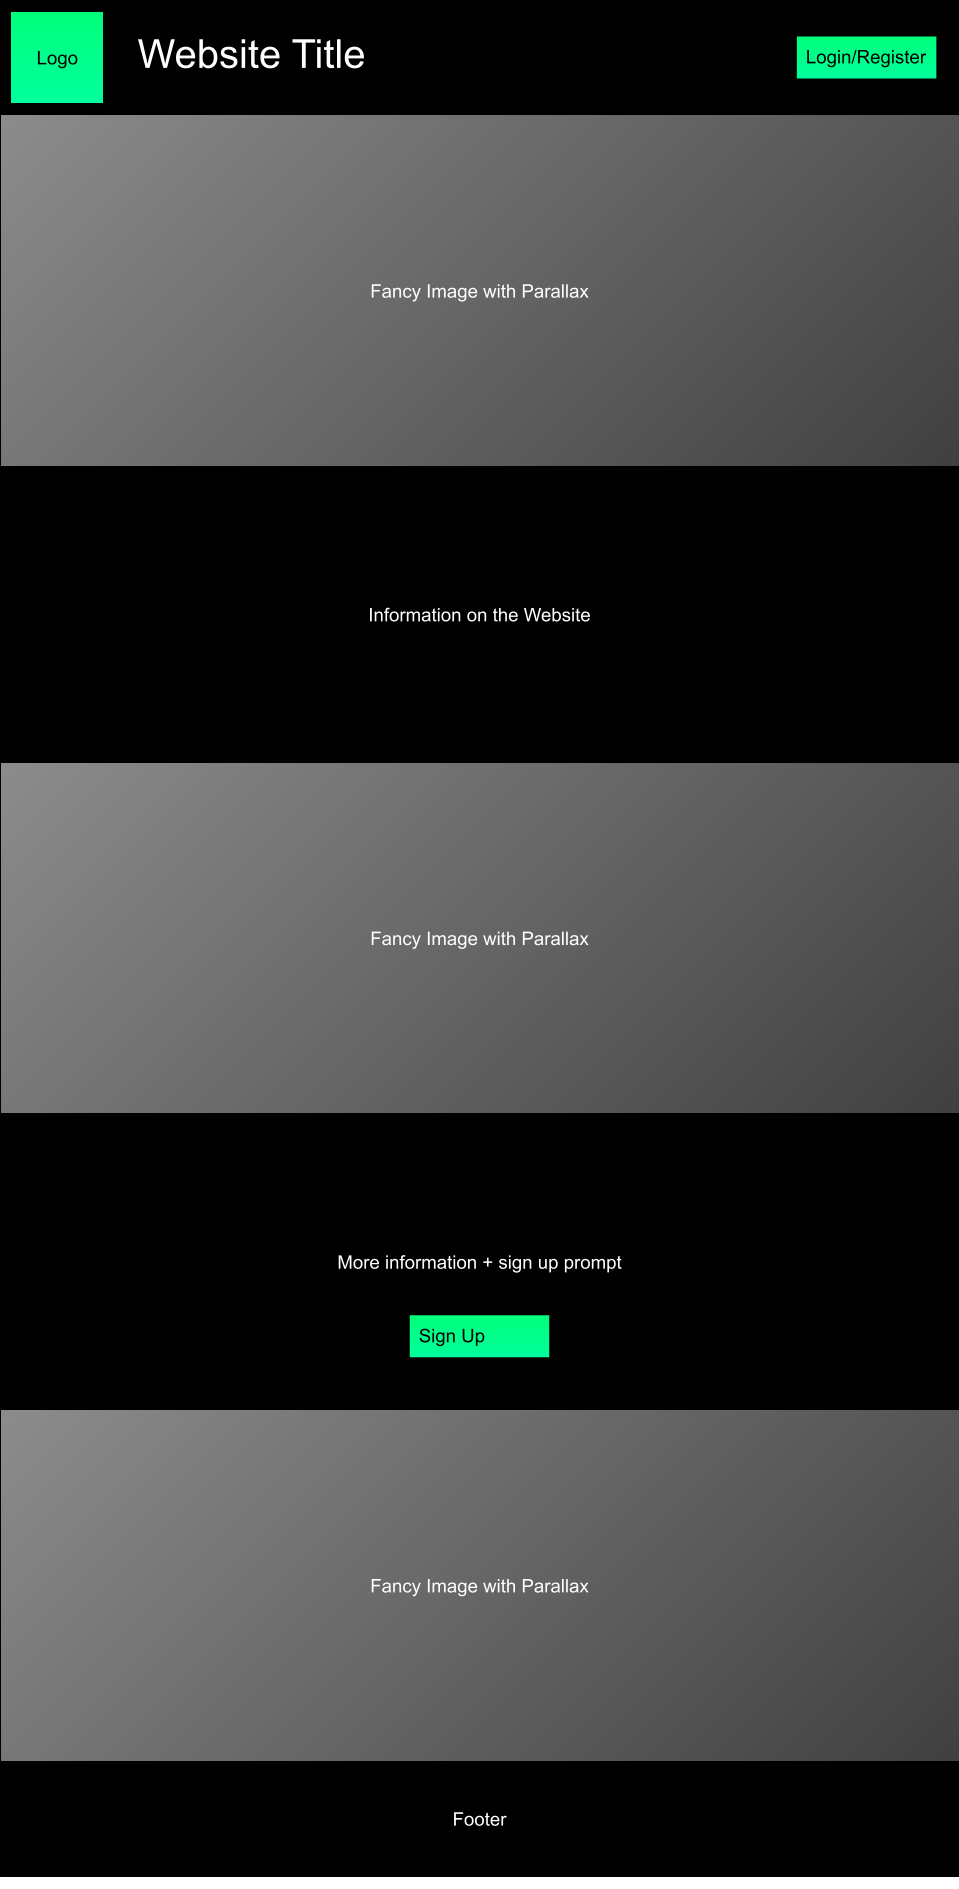 Logo
Website Title
Login/Register
Fancy Image with Parallax
Information on the Website
Fancy Image with Parallax
More information + sign up prompt
Sign Up
Fancy Image with Parallax
Footer